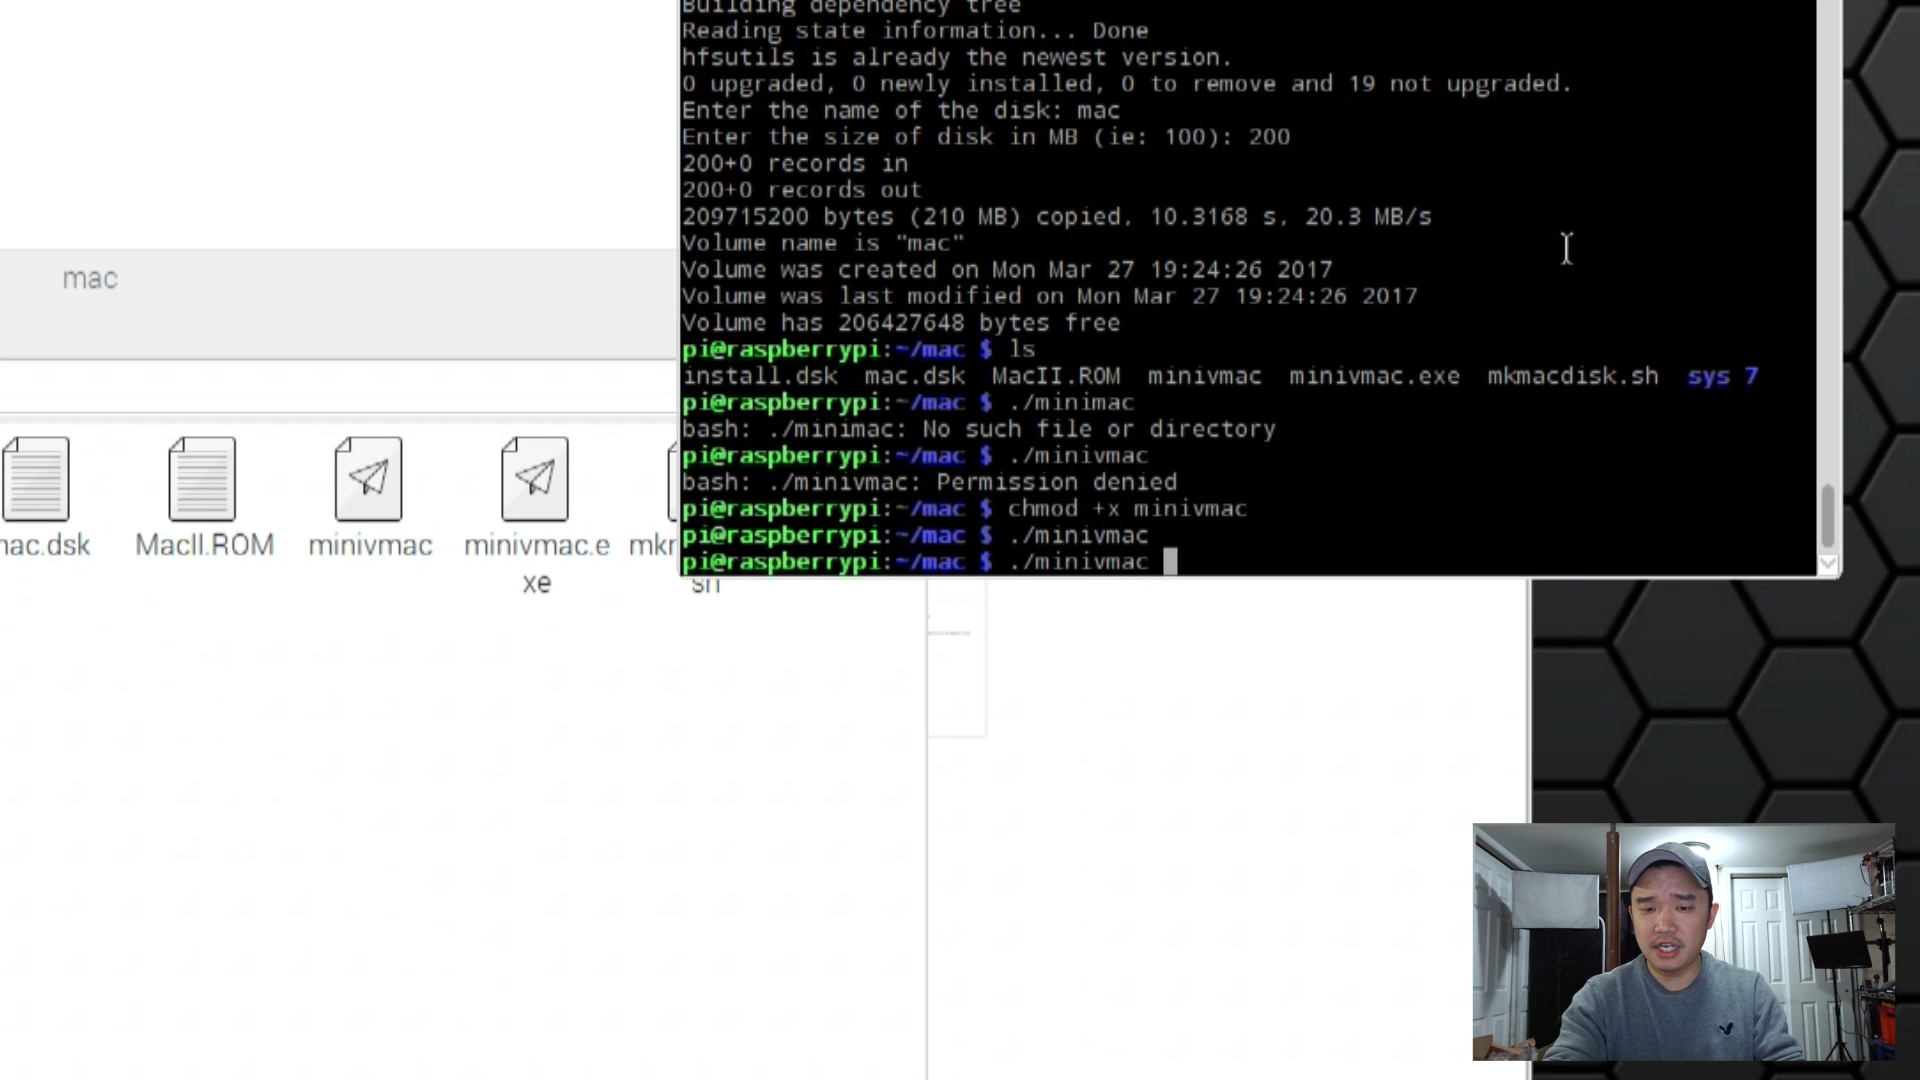 Building dependency tree
Reading state information... Done
hfsutils is already the newest version.
0 upgraded, 0 newly installed, 0 to remove and 19 not upgraded.
Enter the name of the disk: mac
Enter the size of disk in MB (ie: 100): 200
200+0 records in
200+0 records out
209715200 bytes (210 MB) copied, 10.3168 s, 20.3 MB/s
Volume name is "mac"
Volume was created on Mon Mar 27 19:24:26 2017
Volume was last modified on Mon Mar 27 19:24:26 2017
Volume has 206427648 bytes free
pi@raspberrypi:~/mac $ ls
install.dsk mac.dsk MacII.ROM minivmac minivmac.exe mkmacdisk.sh sys 7
pi@raspberrypi:~/mac $ ./minimac
bash: ./minimac: No such file or directory
pi@raspberrypi:~/mac $ ./minivmac
bash: ./minivmac: Permission denied
pi@raspberrypi:~/mac $ chmod +x minivmac
pi@raspberrypi:~/mac $ ./minivmac
pi@raspberrypi:~/mac $ ./minivmac
mac
mac.dsk MacII.ROM minivmac minivmac.e mkr
xe sh